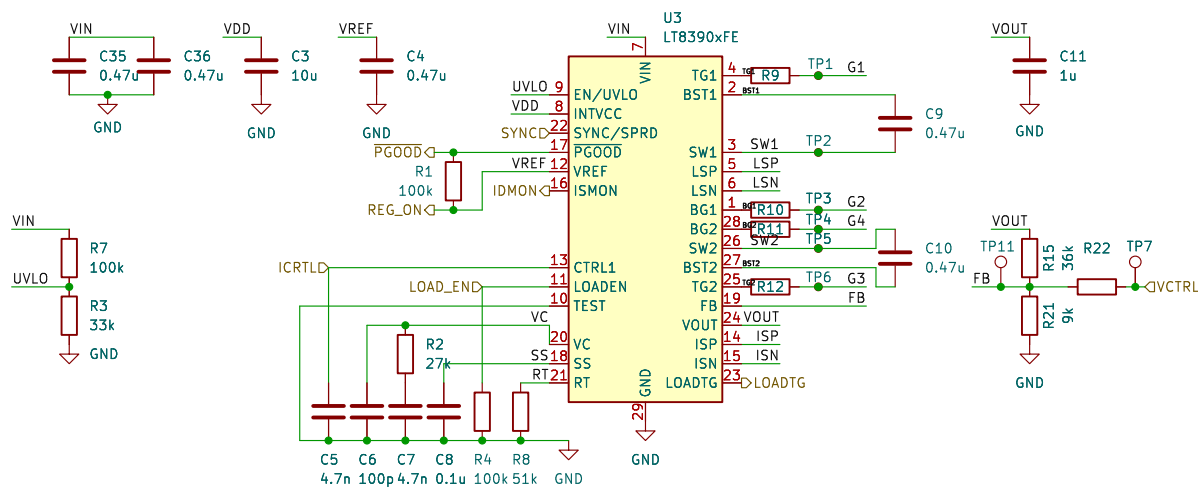 VIN
C35
0.47u
C36
0.47u
GND
VDD
C3
10u
GND
VREF
C4
0.47u
GND
VIN
U3
LT8390xFE
VOUT
C11
1u
GND
7
VIN
UVLO
9
EN/UVLO
VDD
8
INTVCC
SYNC
22
SYNC/SPRD
PGOOD
17
PGOOD
VREF
12
VREF
IDMON
16
ISMON
R1
100k
REG_ON
ICRTL
13
CTRL1
LOAD_EN
11
LOADEN
10
TEST
VC
20
VC
SS
18
SS
RT
21
RT
TG1
4
TG1
R9
TP1
G1
BST1
2
BST1
C9
0.47u
SW1
3
SW1
TP2
LSP
5
LSP
LSN
6
LSN
BG1
1
BG1
R10
TP3
G2
BG2
28
BG2
R11
TP4
G4
SW2
26
SW2
TP5
BST2
27
BST2
C10
0.47u
TG2
25
TG2
R12
TP6
G3
FB
19
FB
VOUT
24
VOUT
ISP
14
ISP
ISN
15
ISN
LOADTG
23
LOADTG
GND
29
GND
VIN
R7
100k
UVLO
R3
33k
GND
R2
27k
C5
4.7n
C6
100p
C7
4.7n
C8
0.1u
R4
100k
R8
51k
GND
VOUT
TP11
R15
36k
R22
TP7
FB
VCTRL
R21
9k
GND